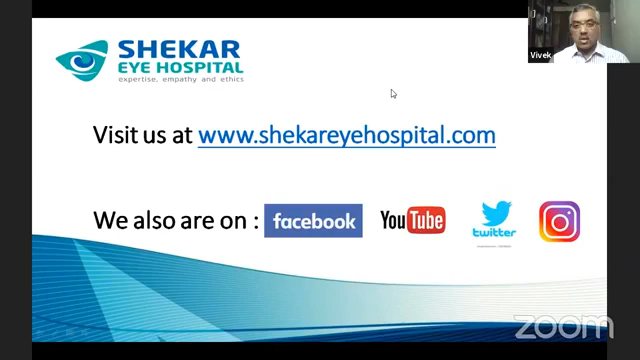 SHEKAR
EYE HOSPITAL
expertise, empathy and ethics
Vivek
Visit us at www.shekareyehospital.com
We also are on : facebook YouTube twitter
zoom